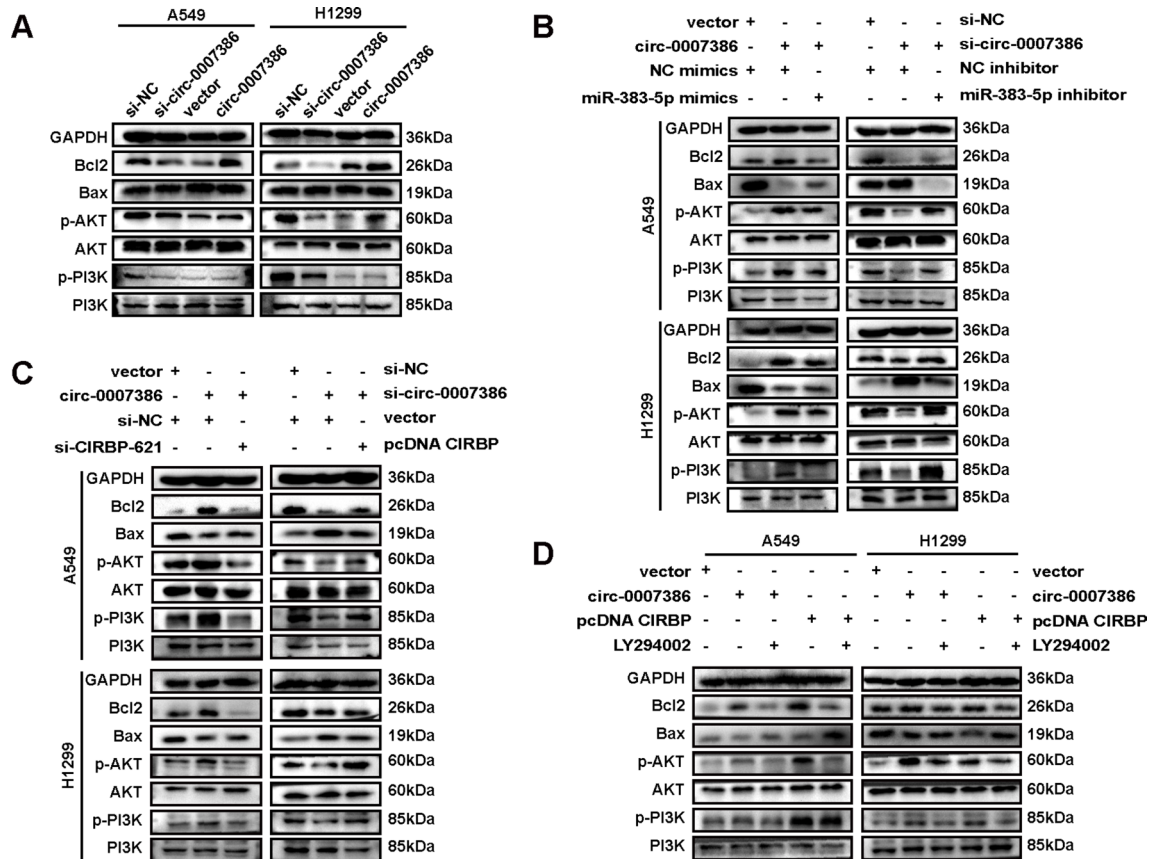 A
A549 H1299
si-NC si-circ-0007386 vector circ-0007386 si-NC si-circ-0007386 vector circ-0007386
GAPDH 36kDa
Bcl2 26kDa
Bax 19kDa
p-AKT 60kDa
AKT 60kDa
p-PI3K 85kDa
PI3K 85kDa
B
vector + - - + - - si-NC
circ-0007386 - + + - + + si-circ-0007386
NC mimics + + - + + - NC inhibitor
miR-383-5p mimics - - + - - + miR-383-5p inhibitor
A549
GAPDH 36kDa
Bcl2 26kDa
Bax 19kDa
p-AKT 60kDa
AKT 60kDa
p-PI3K 85kDa
PI3K 85kDa
H1299
GAPDH 36kDa
Bcl2 26kDa
Bax 19kDa
p-AKT 60kDa
AKT 60kDa
p-PI3K 85kDa
PI3K 85kDa
C
vector + - - + - - si-NC
circ-0007386 - + + - + + si-circ-0007386
si-NC + + - + + - vector
si-CIRBP-621 - - + - - + pcDNA CIRBP
A549
GAPDH 36kDa
Bcl2 26kDa
Bax 19kDa
p-AKT 60kDa
AKT 60kDa
p-PI3K 85kDa
PI3K 85kDa
H1299
GAPDH 36kDa
Bcl2 26kDa
Bax 19kDa
p-AKT 60kDa
AKT 60kDa
p-PI3K 85kDa
PI3K 85kDa
D
A549 H1299
vector + - - - - + - - - - vector
circ-0007386 - + + - - - + + - - circ-0007386
pcDNA CIRBP - - - + + - - - + + pcDNA CIRBP
LY294002 - - + - + - - + - + LY294002
GAPDH 36kDa
Bcl2 26kDa
Bax 19kDa
p-AKT 60kDa
AKT 60kDa
p-PI3K 85kDa
PI3K 85kDa